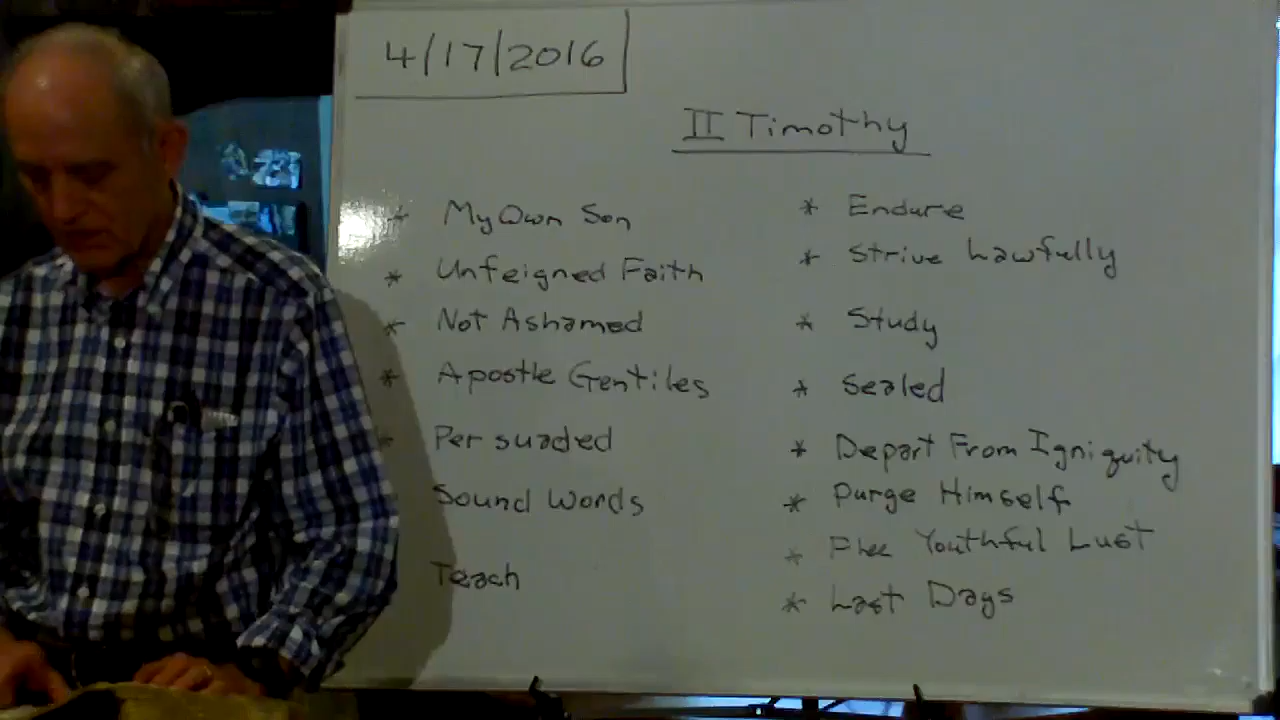 4/17/2016
II Timothy
* My Own Son
* Unfeigned Faith
* Not Ashamed
* Apostle Gentiles
* Persuaded
Sound Words
Teach
* Endure
* Strive Lawfully
* Study
* Sealed
* Depart From Igniquity
* Purge Himself
* Flee Youthful Lust
* Last Days